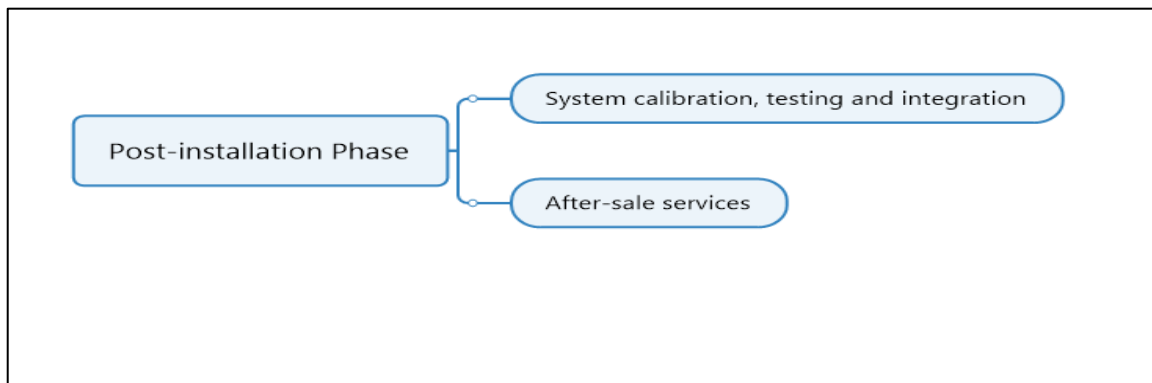 Post-installation Phase
System calibration, testing and integration
After-sale services